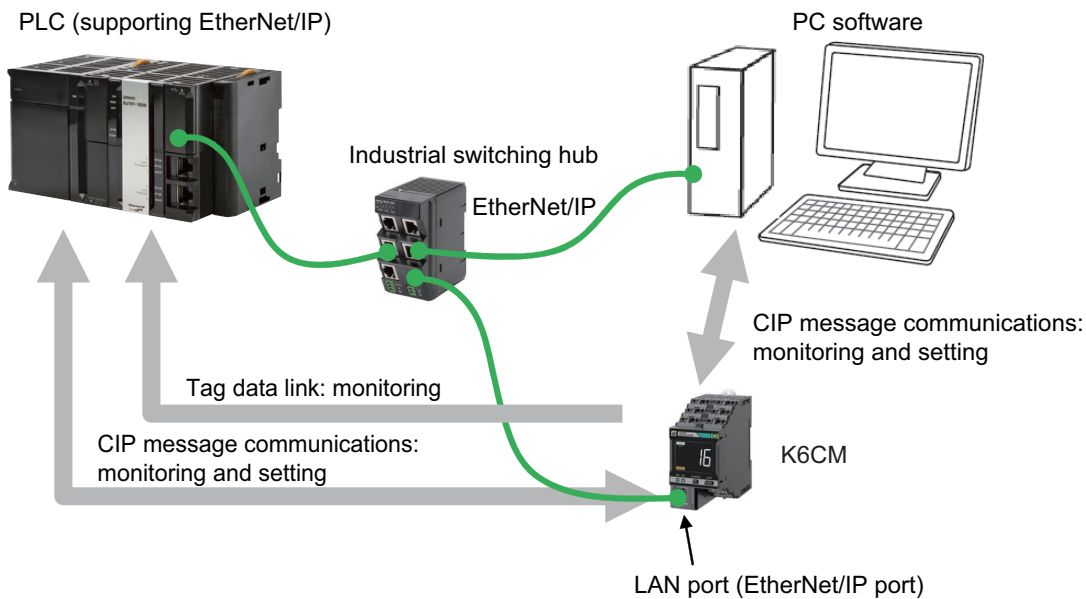 PLC (supporting EtherNet/IP)
PC software
Industrial switching hub
EtherNet/IP
CIP message communications:
monitoring and setting
Tag data link: monitoring
CIP message communications:
monitoring and setting
16
K6CM
LAN port (EtherNet/IP port)